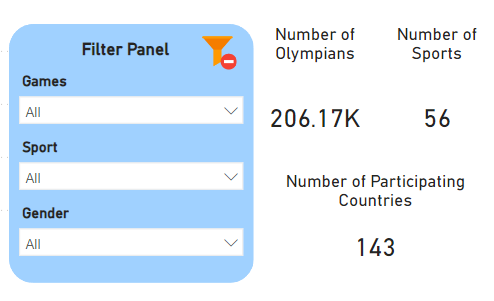 Filter Panel
Games
All
Sport
All
Gender
All
Number of
Olympians
206.17K
Number of
Sports
56
Number of Participating
Countries
143